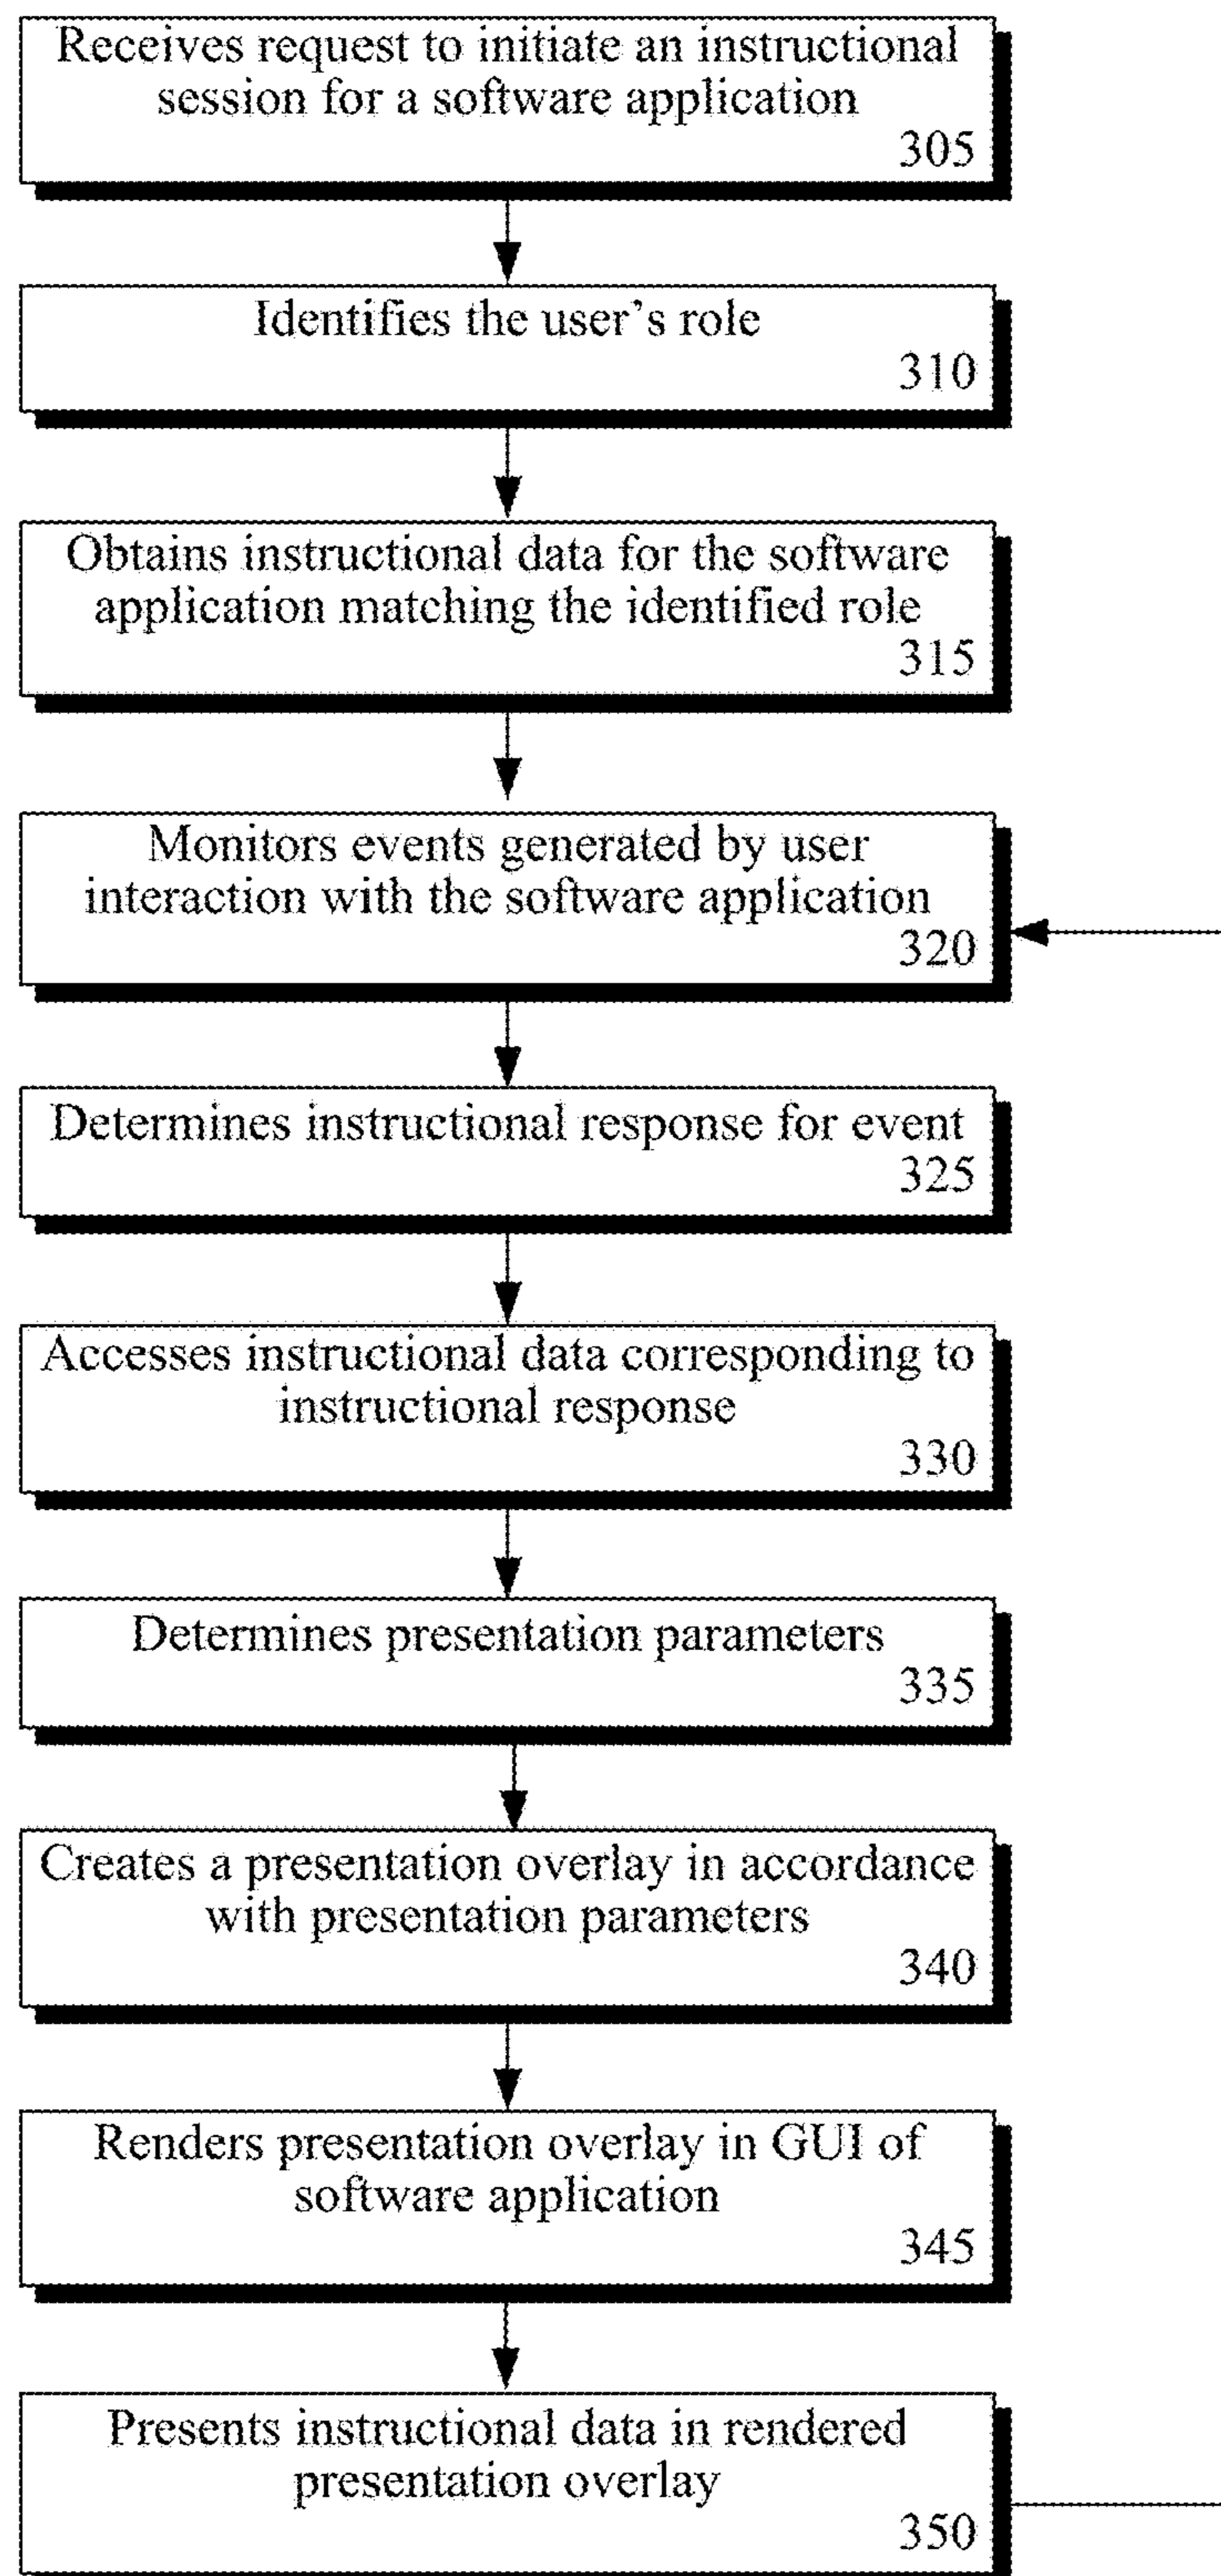 Receives request to initiate an instructional
session for a software application
305
Identifies the user’s role
310
Obtains instructional data for the software
application matching the identified role
315
Monitors events generated by user
interaction with the software application
320
Determines instructional response for event
325
Accesses instructional data corresponding to
instructional response
330
Determines presentation parameters
335
Creates a presentation overlay in accordance
with presentation parameters
340
Renders presentation overlay in GUI of
software application
345
Presents instructional data in rendered
presentation overlay
350